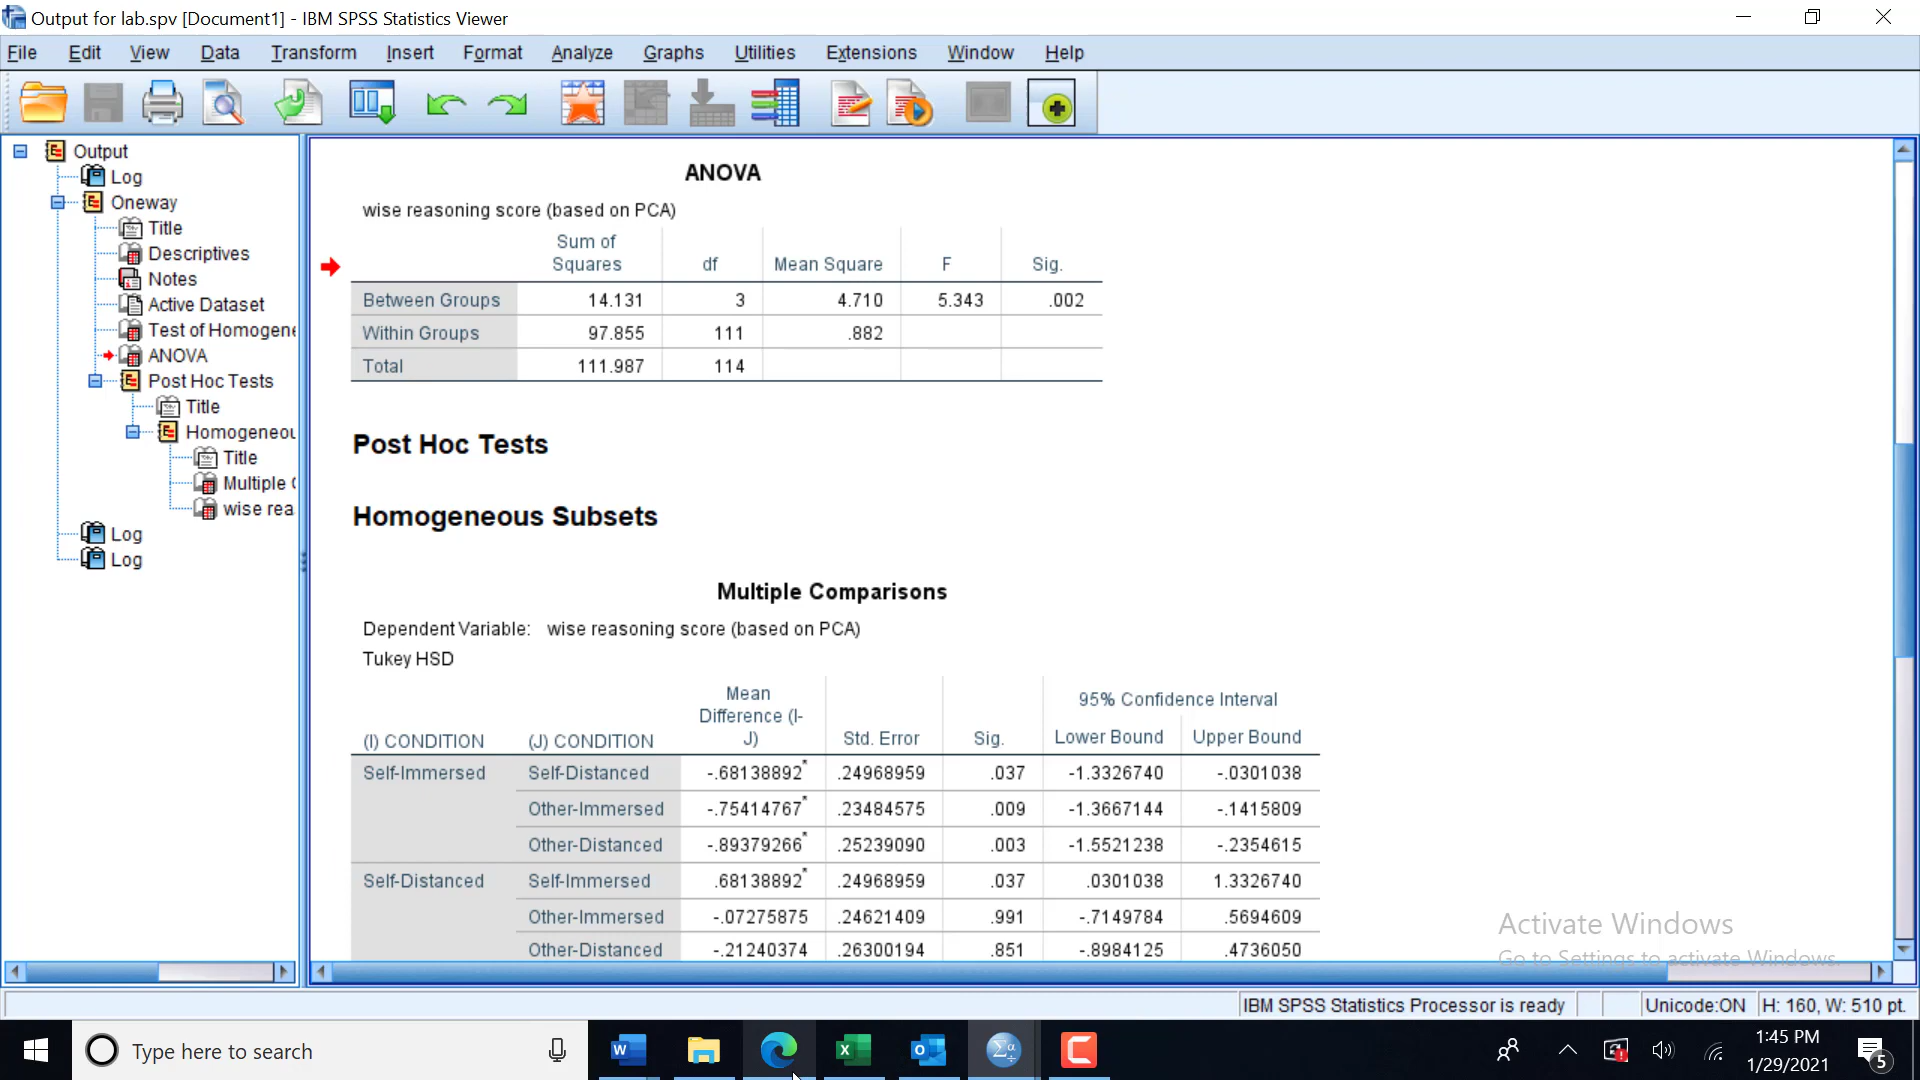 Output for lab.spv [Document1] - IBM SPSS Statistics Viewer
File Edit View Data Transform Insert Format Analyze Graphs Utilities Extensions Window Help
Output
Log
Oneway
Title
Descriptives
Notes
Active Dataset
Test of Homogene
ANOVA
Post Hoc Tests
Title
Homogeneou
Title
Multiple
wise rea
Log
Log
ANOVA
wise reasoning score (based on PCA)
Sum of Squares df Mean Square F Sig.
Between Groups 14.131 3 4.710 5.343 .002
Within Groups 97.855 111 .882
Total 111.987 114
Post Hoc Tests
Homogeneous Subsets
Multiple Comparisons
Dependent Variable: wise reasoning score (based on PCA)
Tukey HSD
(I) CONDITION (J) CONDITION Mean Difference (I-J) Std. Error Sig. 95% Confidence Interval
Lower Bound Upper Bound
Self-Immersed Self-Distanced -.68138892* .24968959 .037 -1.3326740 -.0301038
Other-Immersed -.75414767* .23484575 .009 -1.3667144 -.1415809
Other-Distanced -.89379266* .25239090 .003 -1.5521238 -.2354615
Self-Distanced Self-Immersed .68138892* .24968959 .037 .0301038 1.3326740
Other-Immersed -.07275875 .24621409 .991 -.7149784 .5694609
Other-Distanced -.21240374 .26300194 .851 -.8984125 .4736050
Activate Windows
Go to Settings to activate Windows.
IBM SPSS Statistics Processor is ready Unicode:ON H: 160, W: 510 pt.
Type here to search
1:45 PM
1/29/2021
5